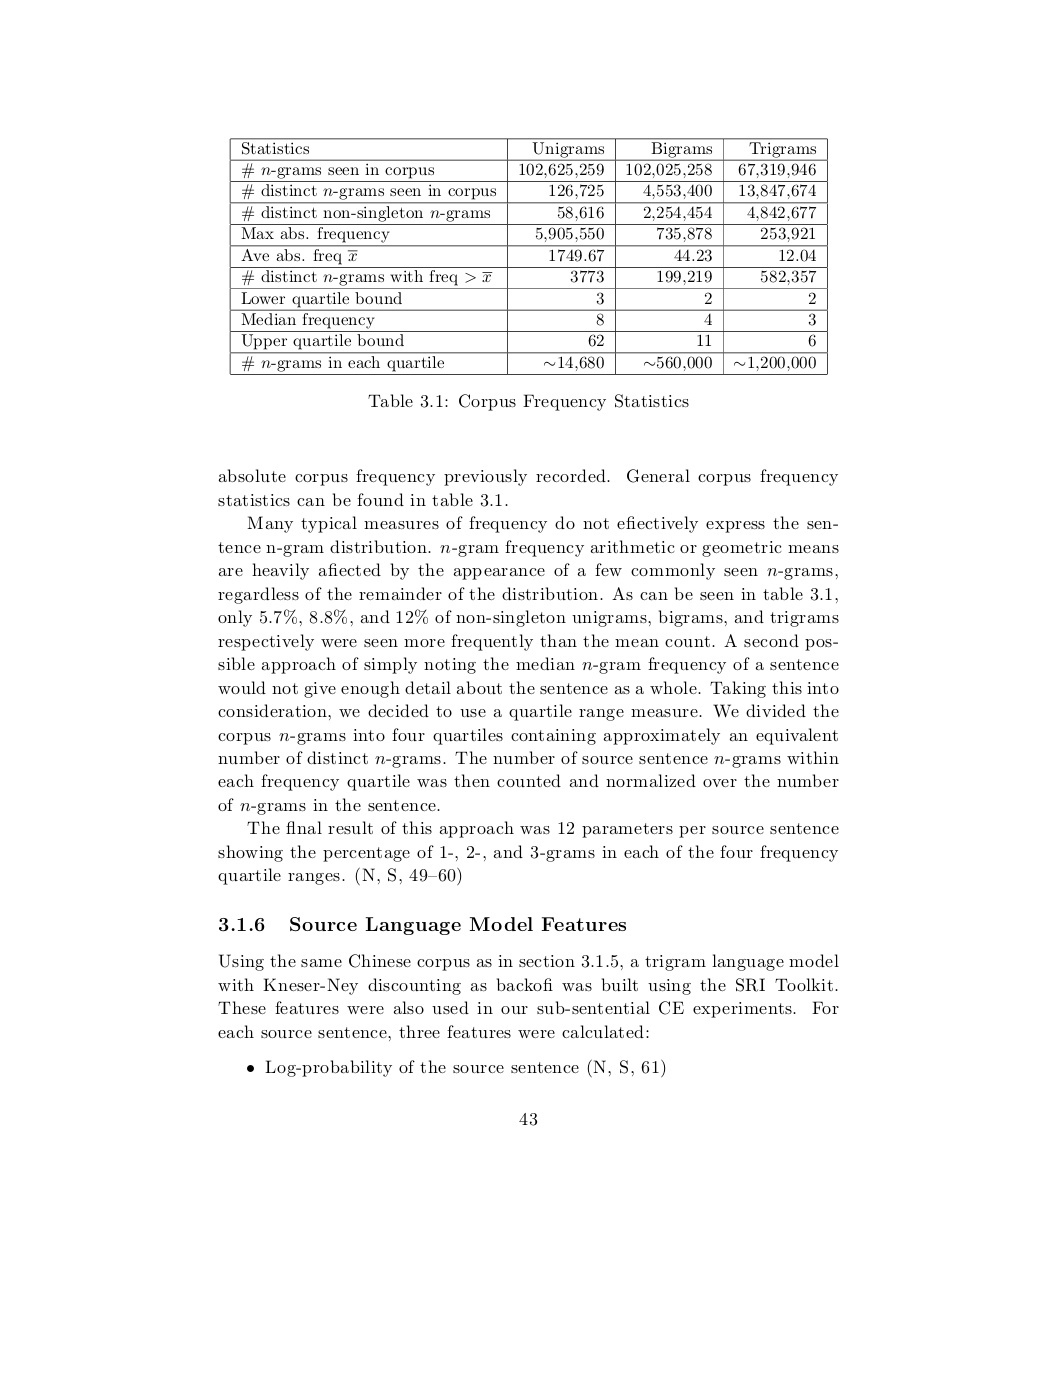 Statistics Unigrams Bigrams Trigrams
# n-grams seen in corpus 102,625,259 102,025,258 67,319,946
# distinct n-grams seen in corpus 126,725 4,553,400 13,847,674
# distinct non-singleton n-grams 58,616 2,254,454 4,842,677
Max abs. frequency 5,905,550 735,878 253,921
Ave abs. freq x̅ 1749.67 44.23 12.04
# distinct n-grams with freq > x̅ 3773 199,219 582,357
Lower quartile bound 3 2 2
Median frequency 8 4 3
Upper quartile bound 62 11 6
# n-grams in each quartile ∼14,680 ∼560,000 ∼1,200,000
Table 3.1: Corpus Frequency Statistics
absolute corpus frequency previously recorded. General corpus frequency
statistics can be found in table 3.1.
Many typical measures of frequency do not efiectively express the sen-
tence n-gram distribution. n-gram frequency arithmetic or geometric means
are heavily afiected by the appearance of a few commonly seen n-grams,
regardless of the remainder of the distribution. As can be seen in table 3.1,
only 5.7%, 8.8%, and 12% of non-singleton unigrams, bigrams, and trigrams
respectively were seen more frequently than the mean count. A second pos-
sible approach of simply noting the median n-gram frequency of a sentence
would not give enough detail about the sentence as a whole. Taking this into
consideration, we decided to use a quartile range measure. We divided the
corpus n-grams into four quartiles containing approximately an equivalent
number of distinct n-grams. The number of source sentence n-grams within
each frequency quartile was then counted and normalized over the number
of n-grams in the sentence.
The final result of this approach was 12 parameters per source sentence
showing the percentage of 1-, 2-, and 3-grams in each of the four frequency
quartile ranges. (N, S, 49–60)
3.1.6 Source Language Model Features
Using the same Chinese corpus as in section 3.1.5, a trigram language model
with Kneser-Ney discounting as backofi was built using the SRI Toolkit.
These features were also used in our sub-sentential CE experiments. For
each source sentence, three features were calculated:
• Log-probability of the source sentence (N, S, 61)
43